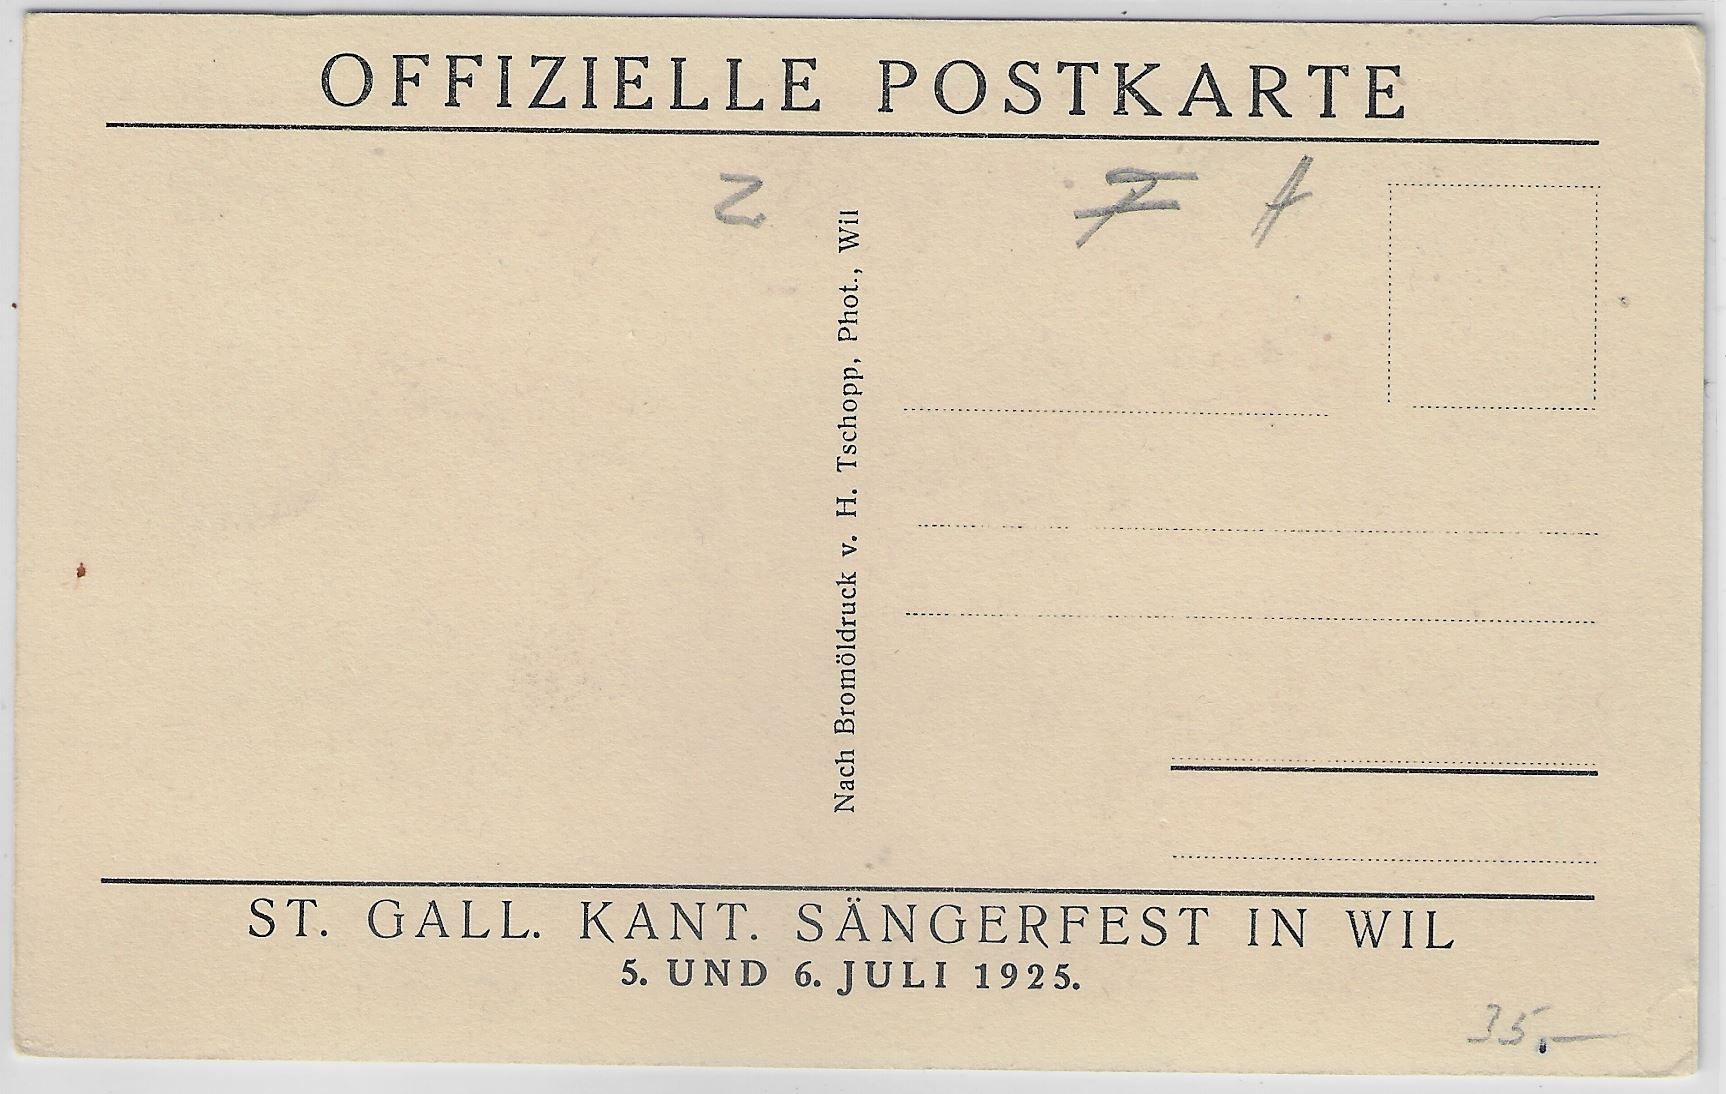 OFFIZIELLE POSTKARTE
Nach Bromöldruck v. H. Tschopp, Phot., Wil
ST. GALL. KANT. SÄNGERFEST IN WIL
5. UND 6. JULI 1925.
35.—